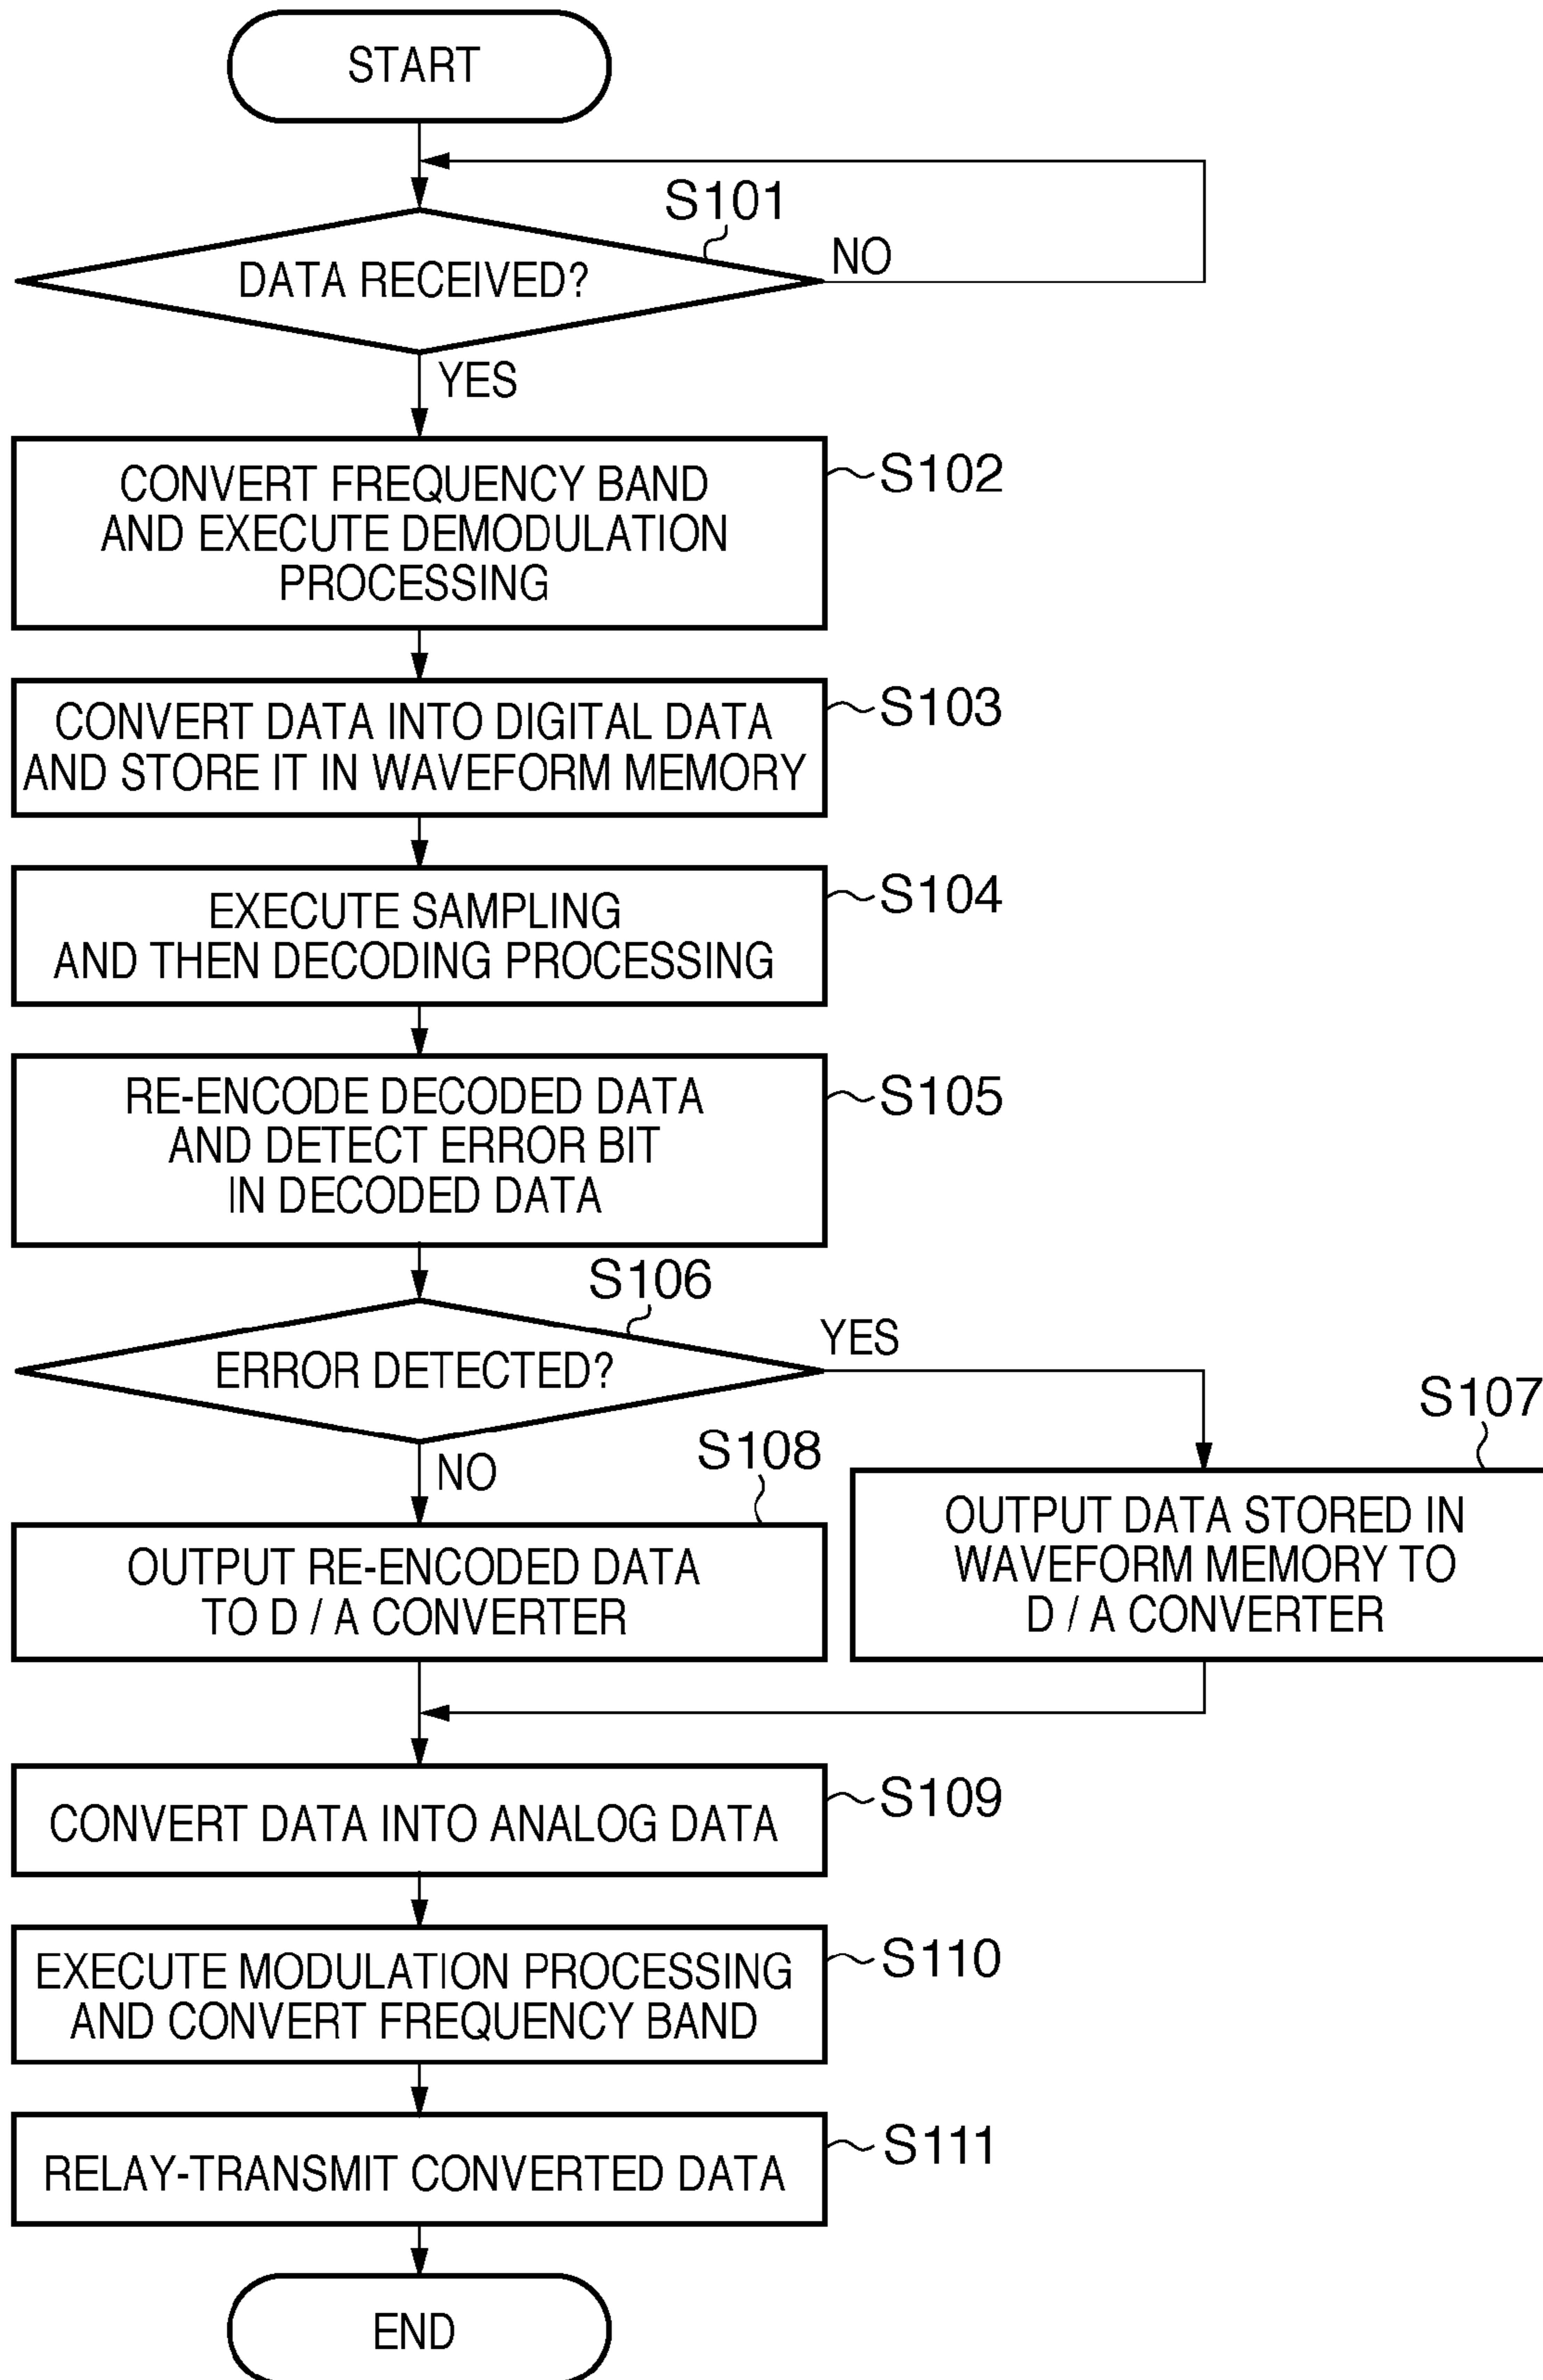 START
S101
DATA RECEIVED?
NO
YES
CONVERT FREQUENCY BAND
AND EXECUTE DEMODULATION
PROCESSING
S102
CONVERT DATA INTO DIGITAL DATA
AND STORE IT IN WAVEFORM MEMORY
S103
EXECUTE SAMPLING
AND THEN DECODING PROCESSING
S104
RE-ENCODE DECODED DATA
AND DETECT ERROR BIT
IN DECODED DATA
S105
S106
ERROR DETECTED?
YES
NO
S107
OUTPUT DATA STORED IN
WAVEFORM MEMORY TO
D / A CONVERTER
S108
OUTPUT RE-ENCODED DATA
TO D / A CONVERTER
CONVERT DATA INTO ANALOG DATA
S109
EXECUTE MODULATION PROCESSING
AND CONVERT FREQUENCY BAND
S110
RELAY-TRANSMIT CONVERTED DATA
S111
END